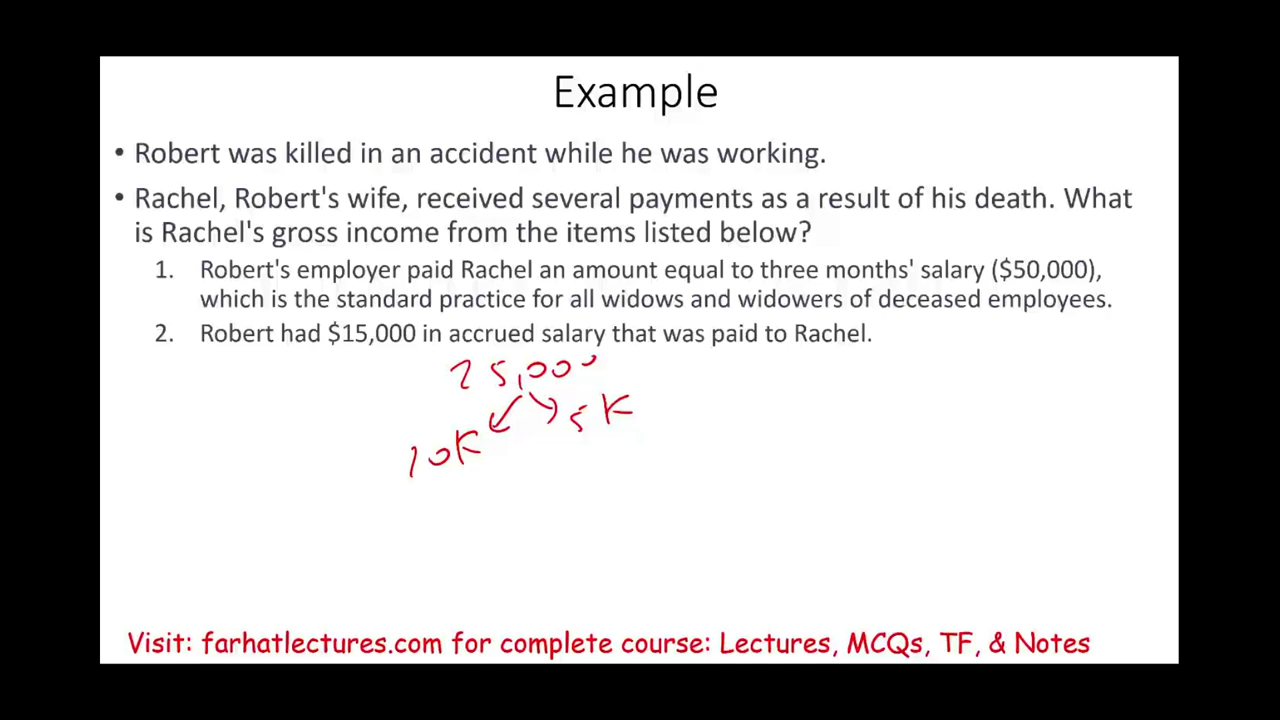 Example
• Robert was killed in an accident while he was working.
• Rachel, Robert's wife, received several payments as a result of his death. What
is Rachel's gross income from the items listed below?
1. Robert's employer paid Rachel an amount equal to three months' salary ($50,000),
which is the standard practice for all widows and widowers of deceased employees.
2. Robert had $15,000 in accrued salary that was paid to Rachel.
5K
10K
Visit: farhatlectures.com for complete course: Lectures, MCQs, TF, & Notes